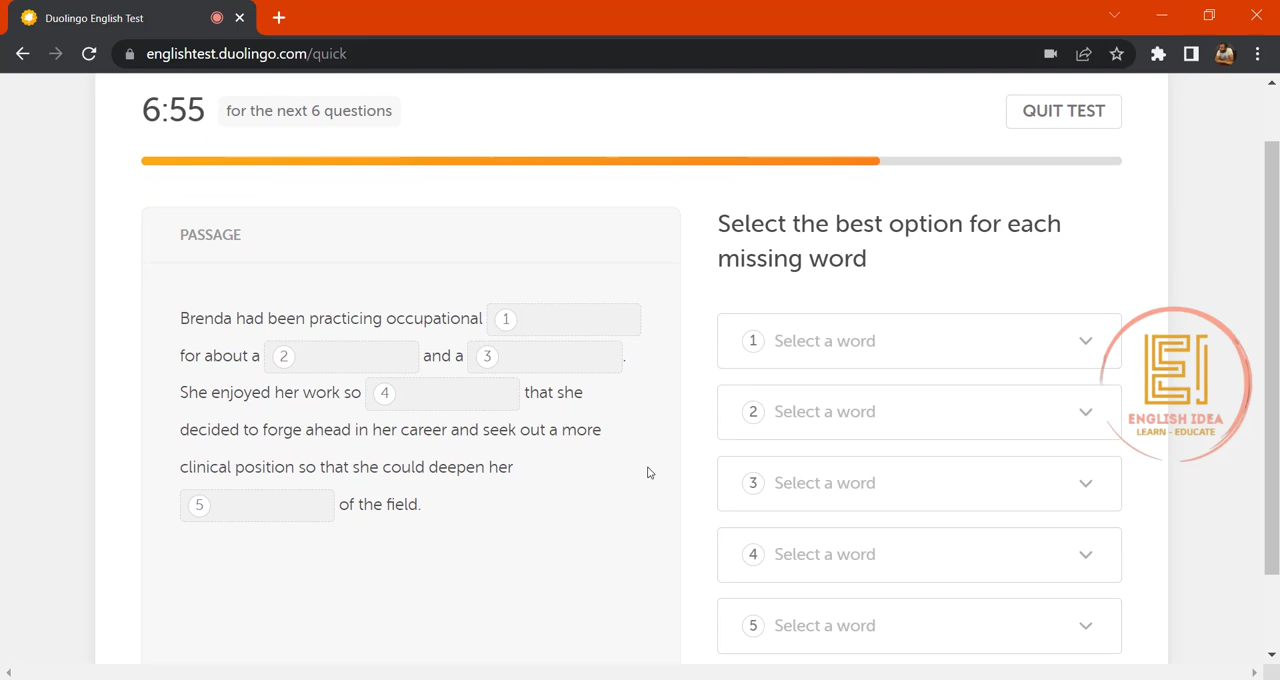 Duolingo English Test
englishtest.duolingo.com/quick
6:55 for the next 6 questions QUIT TEST
PASSAGE
Brenda had been practicing occupational 1
for about a 2 and a 3 .
She enjoyed her work so 4 that she
decided to forge ahead in her career and seek out a more
clinical position so that she could deepen her
5 of the field.
Select the best option for each
missing word
1 Select a word
2 Select a word
3 Select a word
4 Select a word
5 Select a word
EI
ENGLISH IDEA
LEARN - EDUCATE